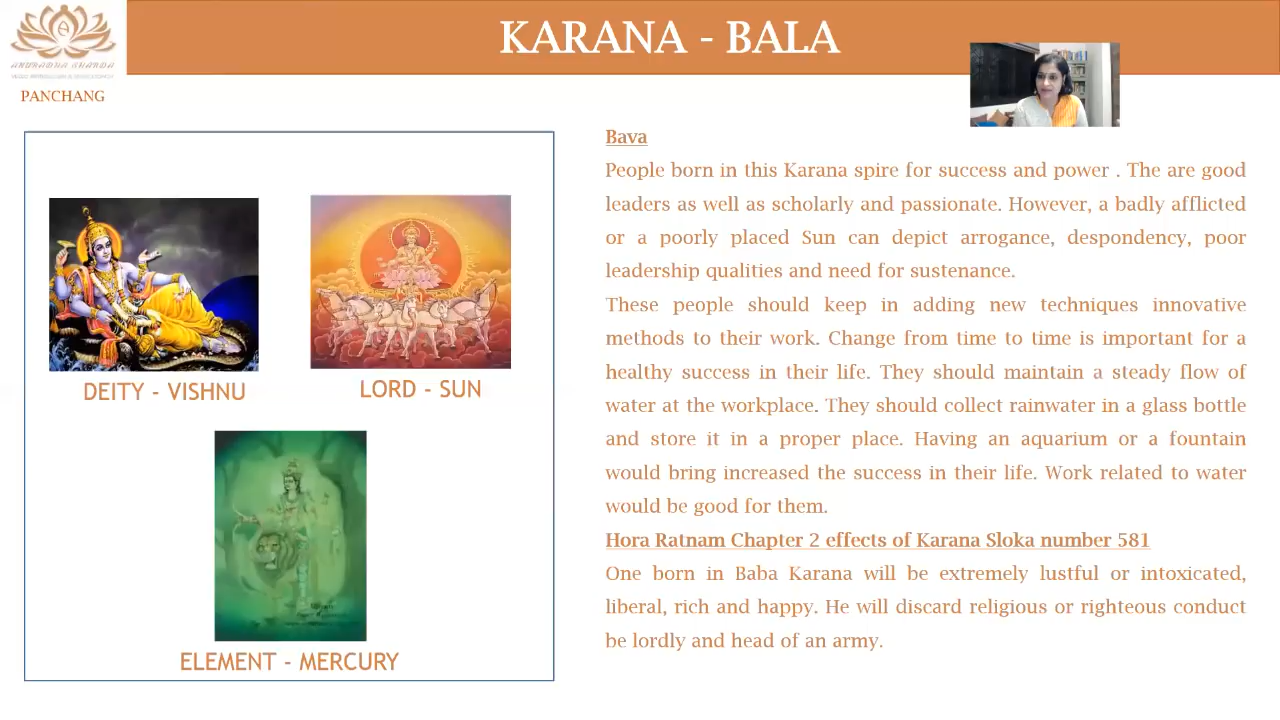 KARANA - BALA
ANURADHA SHARDA
PANCHANG
DEITY - VISHNU
LORD - SUN
ELEMENT - MERCURY
Bava
People born in this Karana spire for success and power . The are good
leaders as well as scholarly and passionate. However, a badly afflicted
or a poorly placed Sun can depict arrogance, despondency, poor
leadership qualities and need for sustenance.
These people should keep in adding new techniques innovative
methods to their work. Change from time to time is important for a
healthy success in their life. They should maintain a steady flow of
water at the workplace. They should collect rainwater in a glass bottle
and store it in a proper place. Having an aquarium or a fountain
would bring increased the success in their life. Work related to water
would be good for them.
Hora Ratnam Chapter 2 effects of Karana Sloka number 581
One born in Baba Karana will be extremely lustful or intoxicated,
liberal, rich and happy. He will discard religious or righteous conduct
be lordly and head of an army.